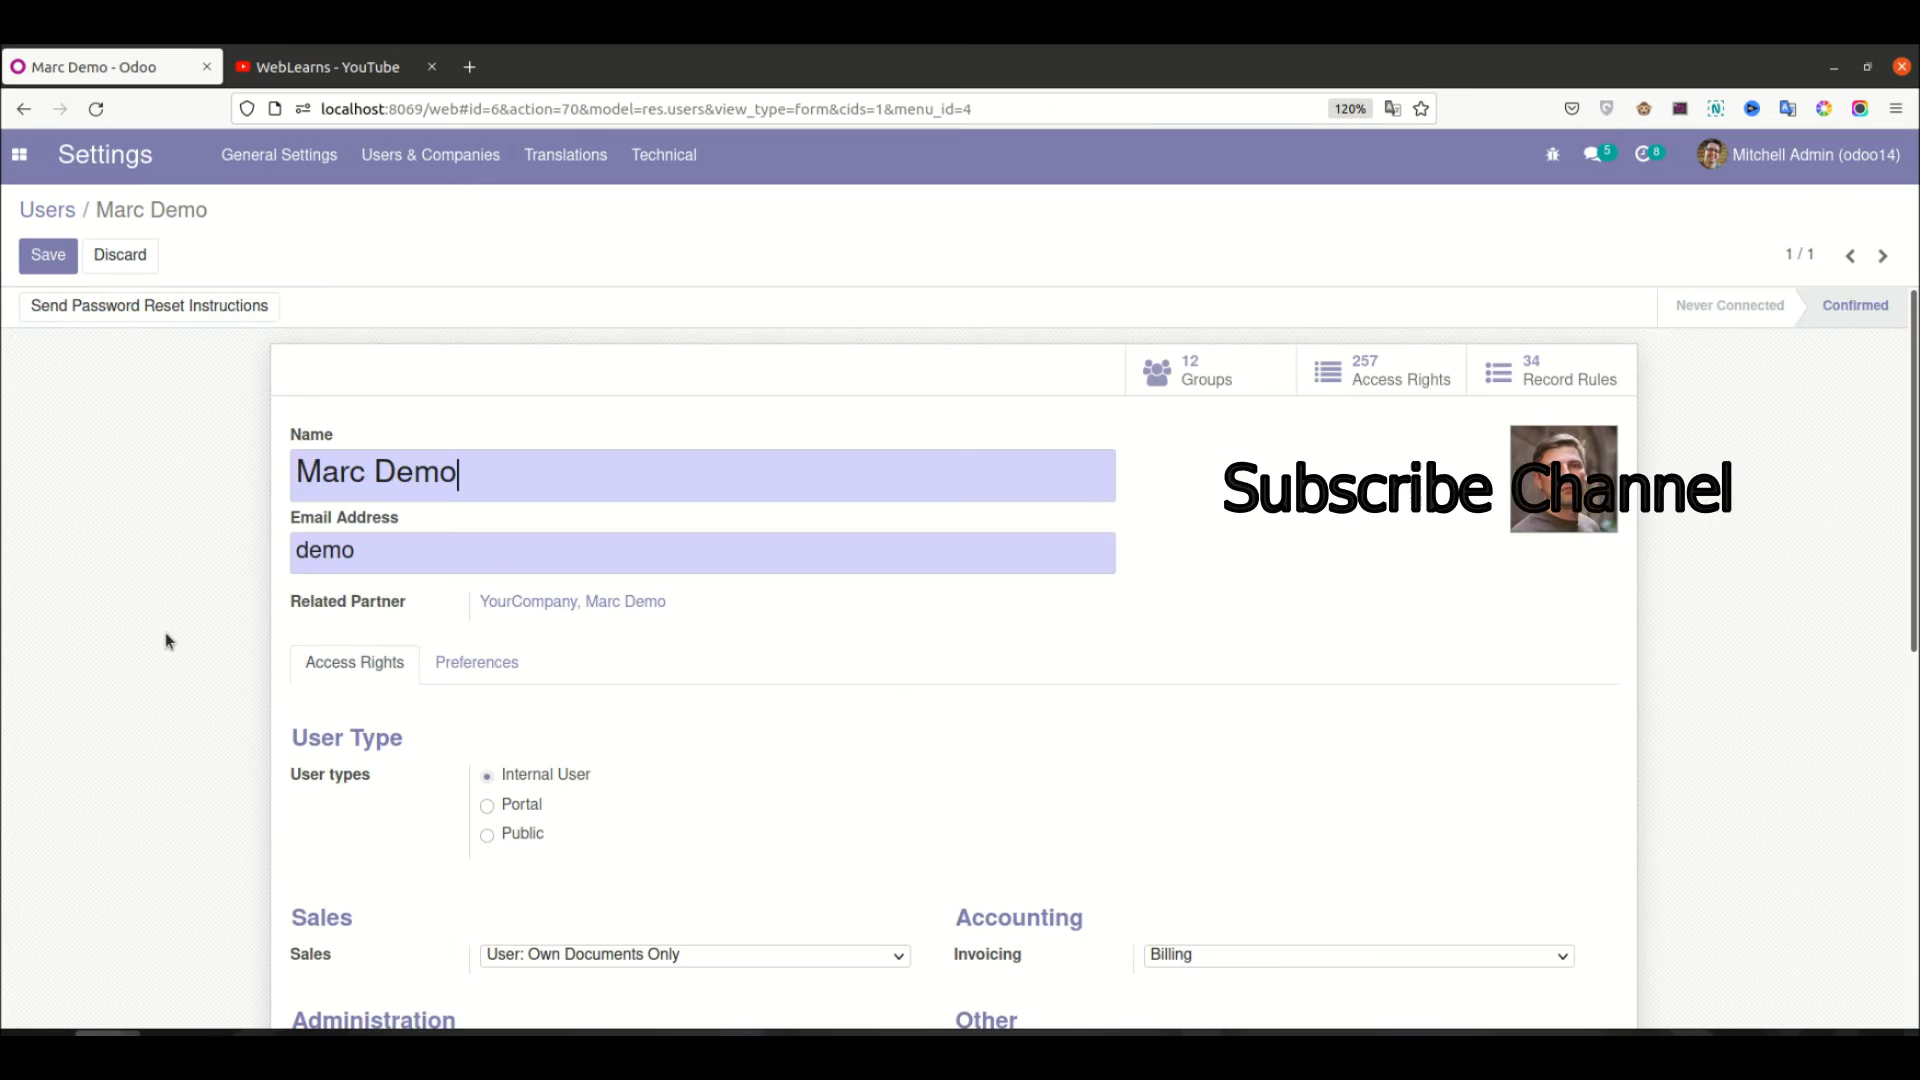 Marc Demo - Odoo
WebLearns - YouTube
localhost:8069/web#id=6&action=70&model=res.users&view_type=form&cids=1&menu_id=4
120%
Settings
General Settings
Users & Companies
Translations
Technical
5
8
Mitchell Admin (odoo14)
Users / Marc Demo
Save
Discard
1 / 1
Send Password Reset Instructions
Never Connected
Confirmed
12
Groups
257
Access Rights
34
Record Rules
Name
Marc Demo
Subscribe Channel
Email Address
demo
Related Partner
YourCompany, Marc Demo
Access Rights
Preferences
User Type
User types
Internal User
Portal
Public
Sales
Accounting
Sales
User: Own Documents Only
Invoicing
Billing
Administration
Other